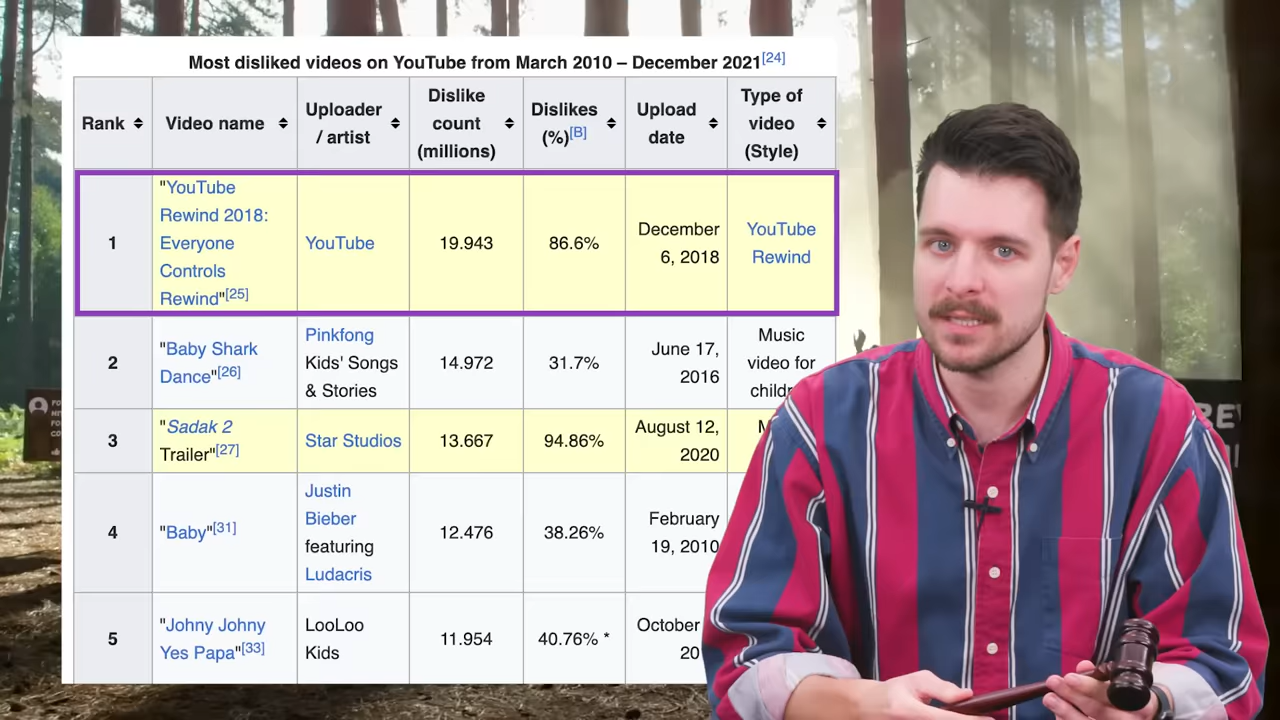 Most disliked videos on YouTube from March 2010 – December 2021[24]
Rank
Video name
Uploader
/ artist
Dislike
count
(millions)
Dislikes
(%)[B]
Upload
date
Type of
video
(Style)
1
"YouTube
Rewind 2018:
Everyone
Controls
Rewind"[25]
YouTube
19.943
86.6%
December
6, 2018
YouTube
Rewind
2
"Baby Shark
Dance"[26]
Pinkfong
Kids' Songs
& Stories
14.972
31.7%
June 17,
2016
Music
video for
3
"Sadak 2
Trailer"[27]
Star Studios
13.667
94.86%
August 12,
2020
4
"Baby"[31]
Justin
Bieber
featuring
Ludacris
12.476
38.26%
February
19, 2010
5
"Johny Johny
Yes Papa"[33]
LooLoo
Kids
11.954
40.76% *
October
20